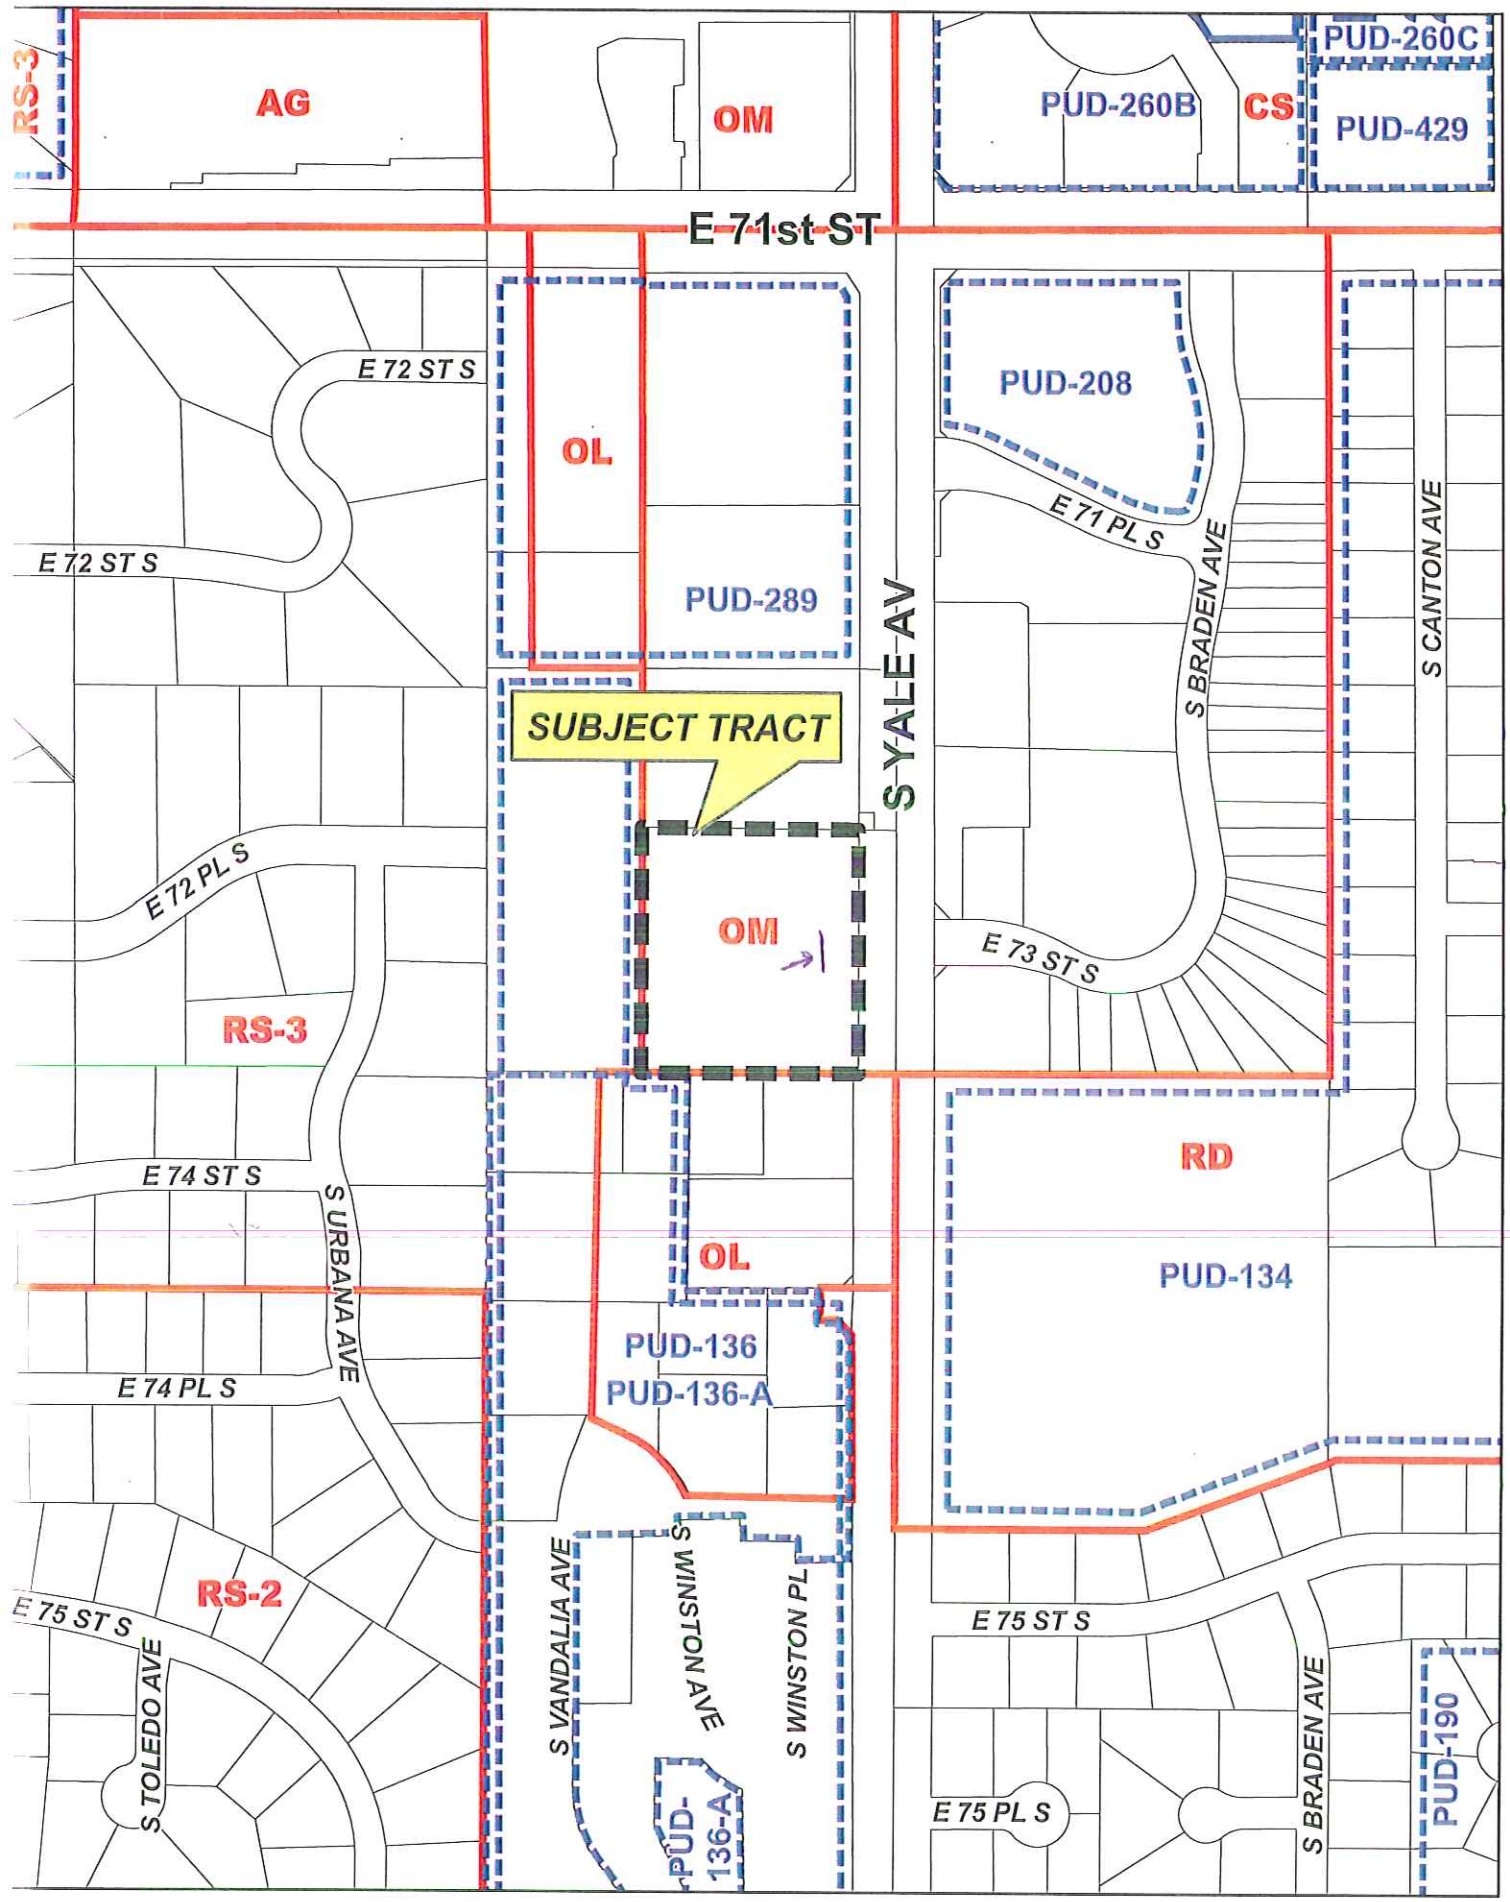 RS-3
AG
OM
PUD-260B
CS
PUD-260C
PUD-429
E 71st ST
E 72 ST S
OL
PUD-208
E 71 PL S
E 72 ST S
PUD-289
S YALE AV
S BRADEN AVE
S CANTON AVE
SUBJECT TRACT
E 72 PL S
OM
E 73 ST S
RS-3
E 74 ST S
S URBANA AVE
RD
OL
PUD-134
PUD-136
PUD-136-A
E 74 PL S
RS-2
E 75 ST S
S TOLEDO AVE
S VANDALIA AVE
S WINSTON AVE
S WINSTON PL
E 75 ST S
PUD-
136-A
E 75 PL S
S BRADEN AVE
PUD-190